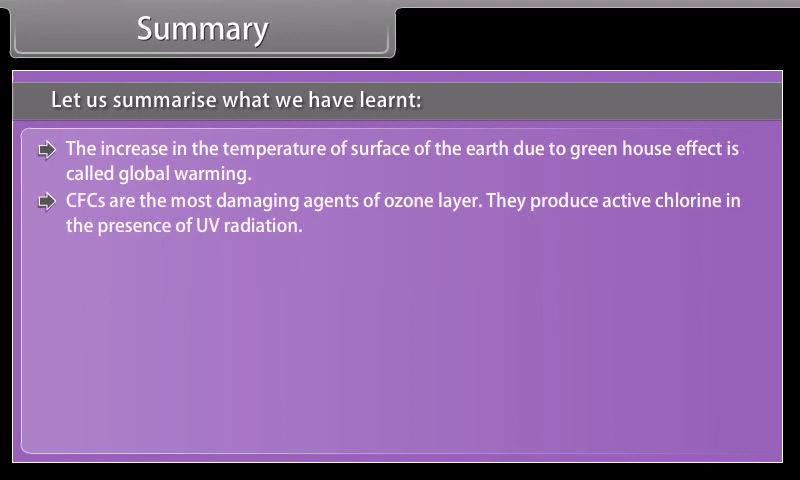 Summary
Let us summarise what we have learnt:
The increase in the temperature of surface of the earth due to green house effect is
called global warming.
CFCs are the most damaging agents of ozone layer. They produce active chlorine in
the presence of UV radiation.